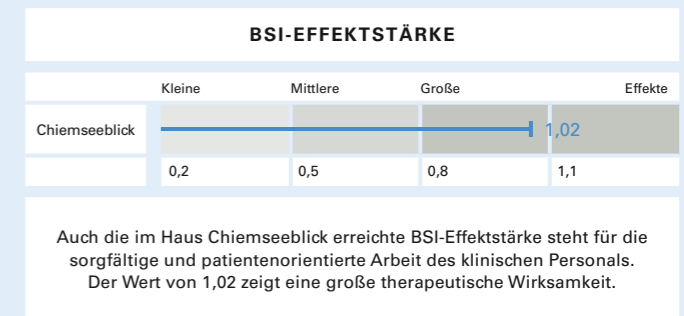 BSI-EFFEKTSTÄRKE
Kleine Mittlere Große Effekte
Chiemseeblick 1,02
0,2 0,5 0,8 1,1
Auch die im Haus Chiemseeblick erreichte BSI-Effektstärke steht für die
sorgfältige und patientenorientierte Arbeit des klinischen Personals.
Der Wert von 1,02 zeigt eine große therapeutische Wirksamkeit.